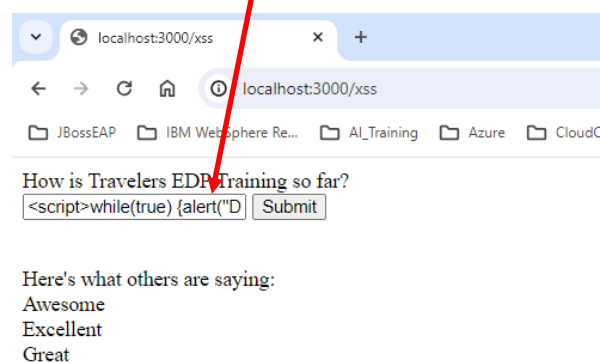 localhost:3000/xss
localhost:3000/xss
JBossEAP IBM WebSphere Re... AI_Training Azure
How is Travelers EDP Training so far?
<script>while(true) {alert("D Submit
Here's what others are saying:
Awesome
Excellent
Great